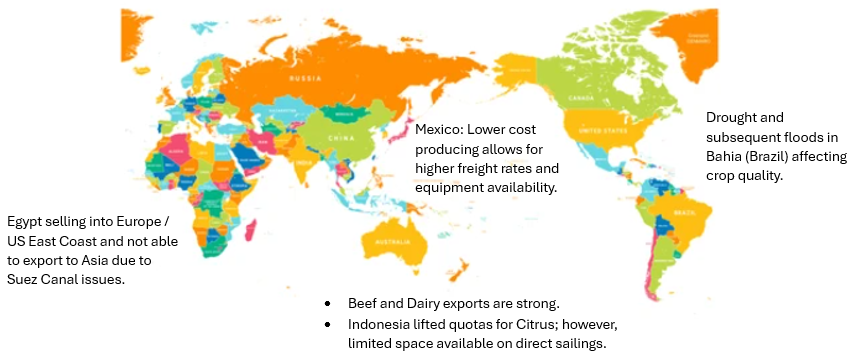 RUSSIA
CANADA
CHINA
UNITED STATES
INDIA
BRAZIL
AUSTRALIA
Mexico: Lower cost
producing allows for
higher freight rates and
equipment availability.
Drought and
subsequent floods in
Bahia (Brazil) affecting
crop quality.
Egypt selling into Europe /
US East Coast and not able
to export to Asia due to
Suez Canal issues.
• Beef and Dairy exports are strong.
• Indonesia lifted quotas for Citrus; however,
limited space available on direct sailings.